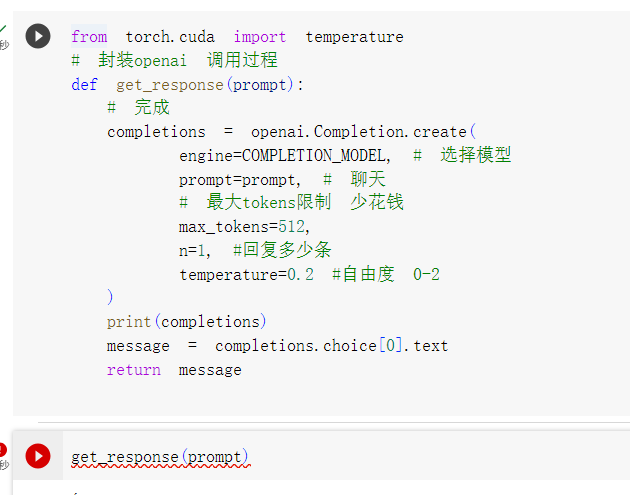 from torch.cuda import temperature
# 封装openai 调用过程
def get_response(prompt):
    # 完成
    completions = openai.Completion.create(
            engine=COMPLETION_MODEL, # 选择模型
            prompt=prompt, # 聊天
            # 最大tokens限制 少花钱
            max_tokens=512,
            n=1, #回复多少条
            temperature=0.2 #自由度 0-2
    )
    print(completions)
    message = completions.choice[0].text
    return message
秒
get_response(prompt)
秒